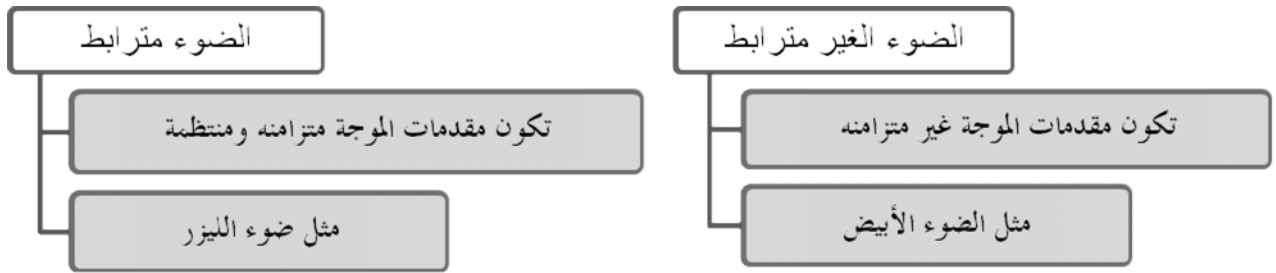 الضوء الغير مترابط
تكون مقدمات الموجة غير متزامنه
مثل الضوء الأبيض
الضوء مترابط
تكون مقدمات الموجة متزامنه ومنتظمة
مثل ضوء الليزر